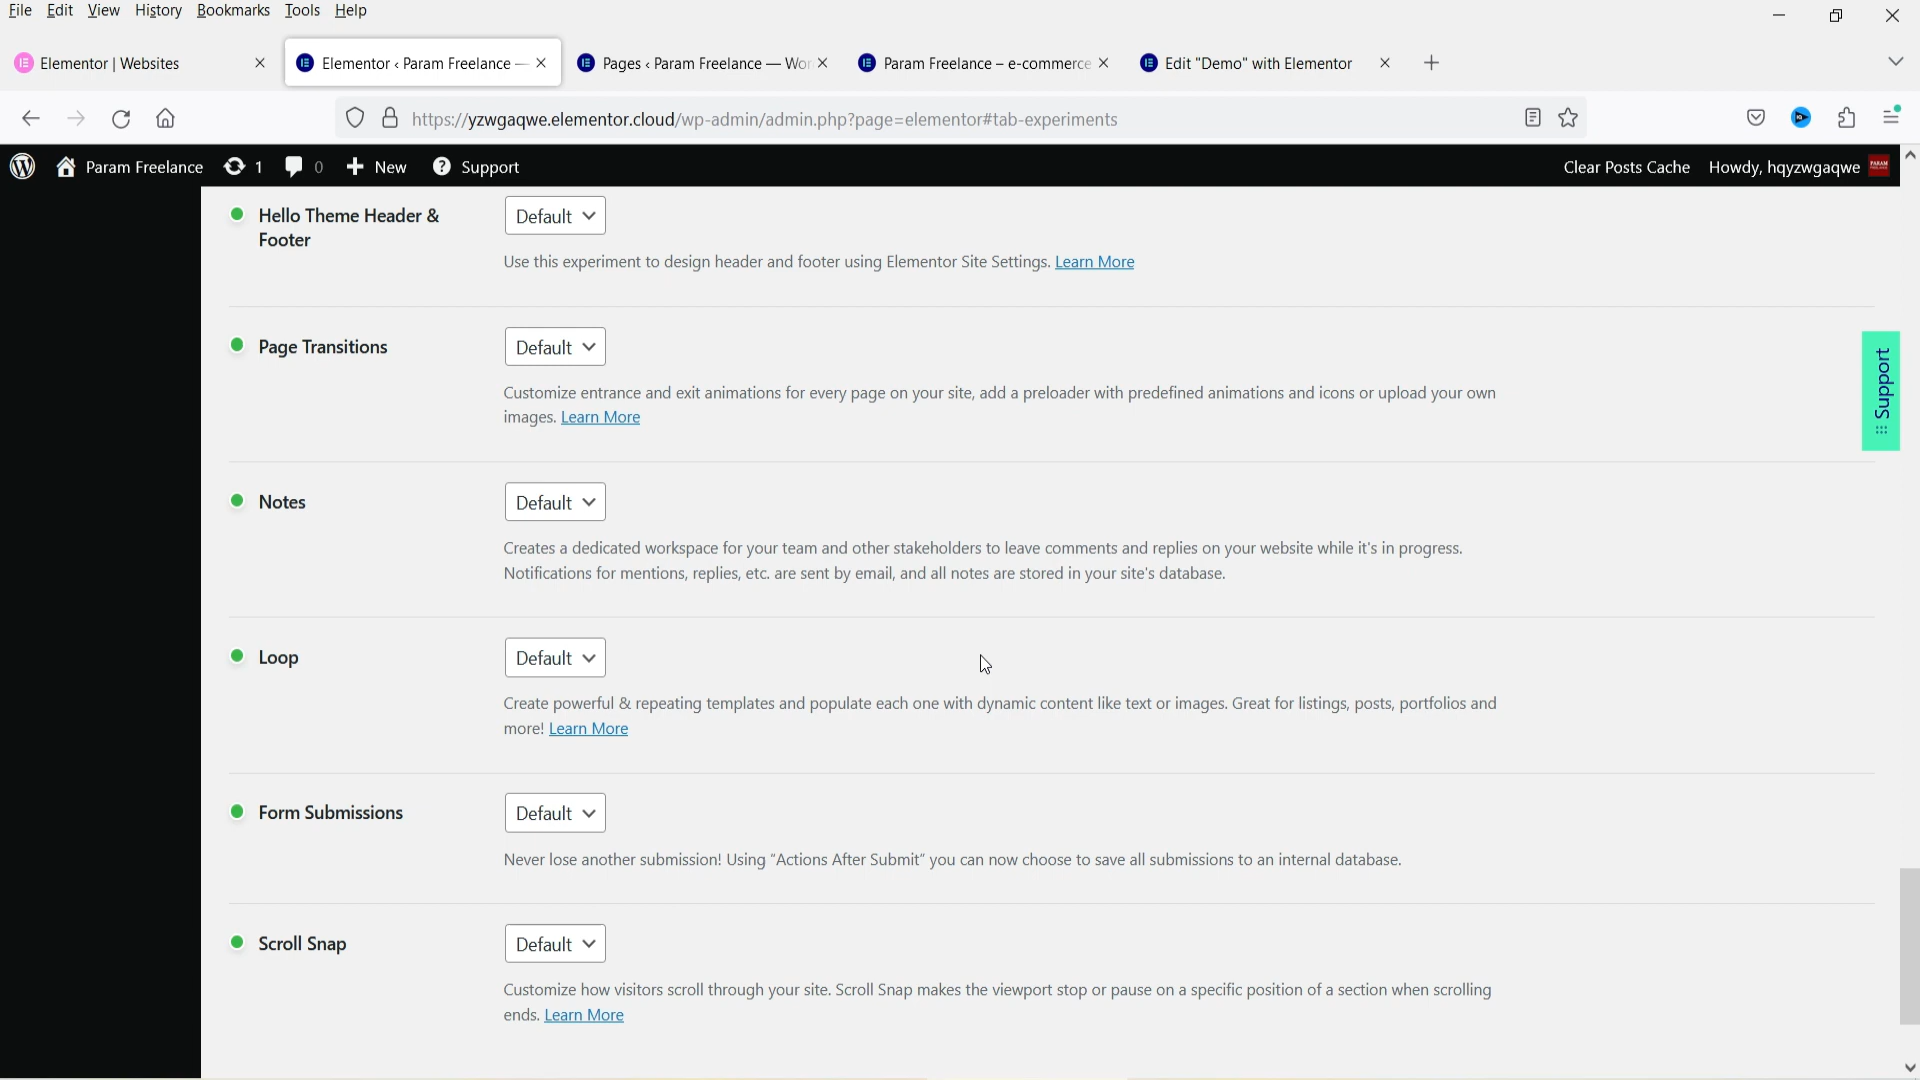 File Edit View History Bookmarks Tools Help
Elementor | Websites
Elementor ‹ Param Freelance —
Pages ‹ Param Freelance — Wor
Param Freelance – e-commerce
Edit "Demo" with Elementor
https://yzwgaqwe.elementor.cloud/wp-admin/admin.php?page=elementor#tab-experiments
Param Freelance 1 0 New Support
Clear Posts Cache Howdy, hqyzwgaqwe
Hello Theme Header &
Footer
Default
Use this experiment to design header and footer using Elementor Site Settings. Learn More
Page Transitions
Default
Customize entrance and exit animations for every page on your site, add a preloader with predefined animations and icons or upload your own
images. Learn More
Support
Notes
Default
Creates a dedicated workspace for your team and other stakeholders to leave comments and replies on your website while it's in progress.
Notifications for mentions, replies, etc. are sent by email, and all notes are stored in your site's database.
Loop
Default
Create powerful & repeating templates and populate each one with dynamic content like text or images. Great for listings, posts, portfolios and
more! Learn More
Form Submissions
Default
Never lose another submission! Using "Actions After Submit" you can now choose to save all submissions to an internal database.
Scroll Snap
Default
Customize how visitors scroll through your site. Scroll Snap makes the viewport stop or pause on a specific position of a section when scrolling
ends. Learn More